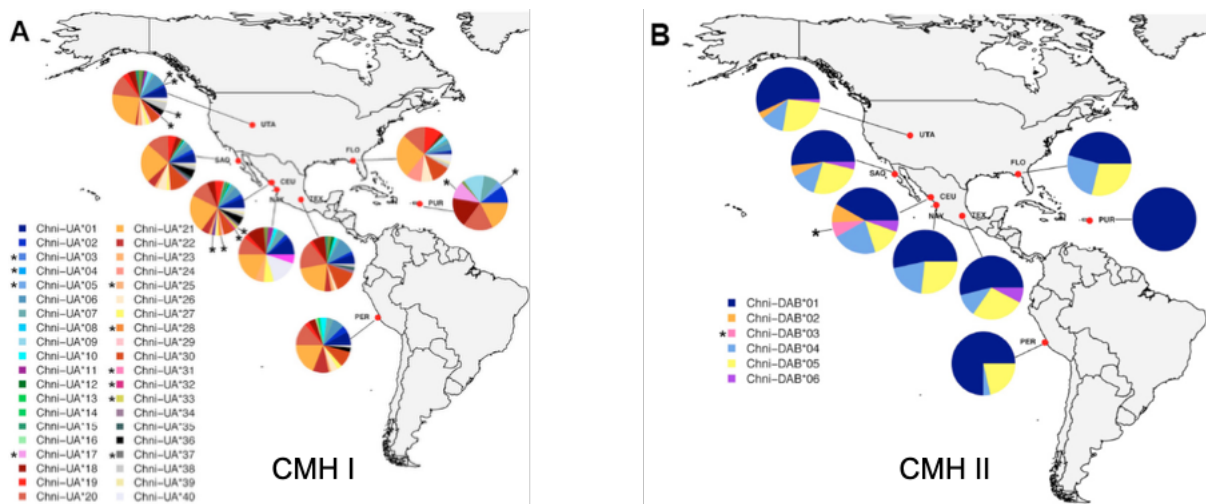 A
UTA
SAQ
CEU
NAY
TEX
FLO
PUR
PER
Chni-UA*01
Chni-UA*02
* Chni-UA*03
* Chni-UA*04
* Chni-UA*05
Chni-UA*06
Chni-UA*07
Chni-UA*08
Chni-UA*09
Chni-UA*10
* Chni-UA*11
Chni-UA*12
Chni-UA*13
Chni-UA*14
Chni-UA*15
Chni-UA*16
* Chni-UA*17
Chni-UA*18
Chni-UA*19
Chni-UA*20
Chni-UA*21
Chni-UA*22
Chni-UA*23
Chni-UA*24
* Chni-UA*25
Chni-UA*26
Chni-UA*27
* Chni-UA*28
Chni-UA*29
Chni-UA*30
* Chni-UA*31
* Chni-UA*32
* Chni-UA*33
Chni-UA*34
Chni-UA*35
Chni-UA*36
* Chni-UA*37
Chni-UA*38
Chni-UA*39
Chni-UA*40
CMH I
B
UTA
SAQ
CEU
NAY
TEX
FLO
PUR
PER
Chni-DAB*01
Chni-DAB*02
* Chni-DAB*03
Chni-DAB*04
Chni-DAB*05
Chni-DAB*06
CMH II